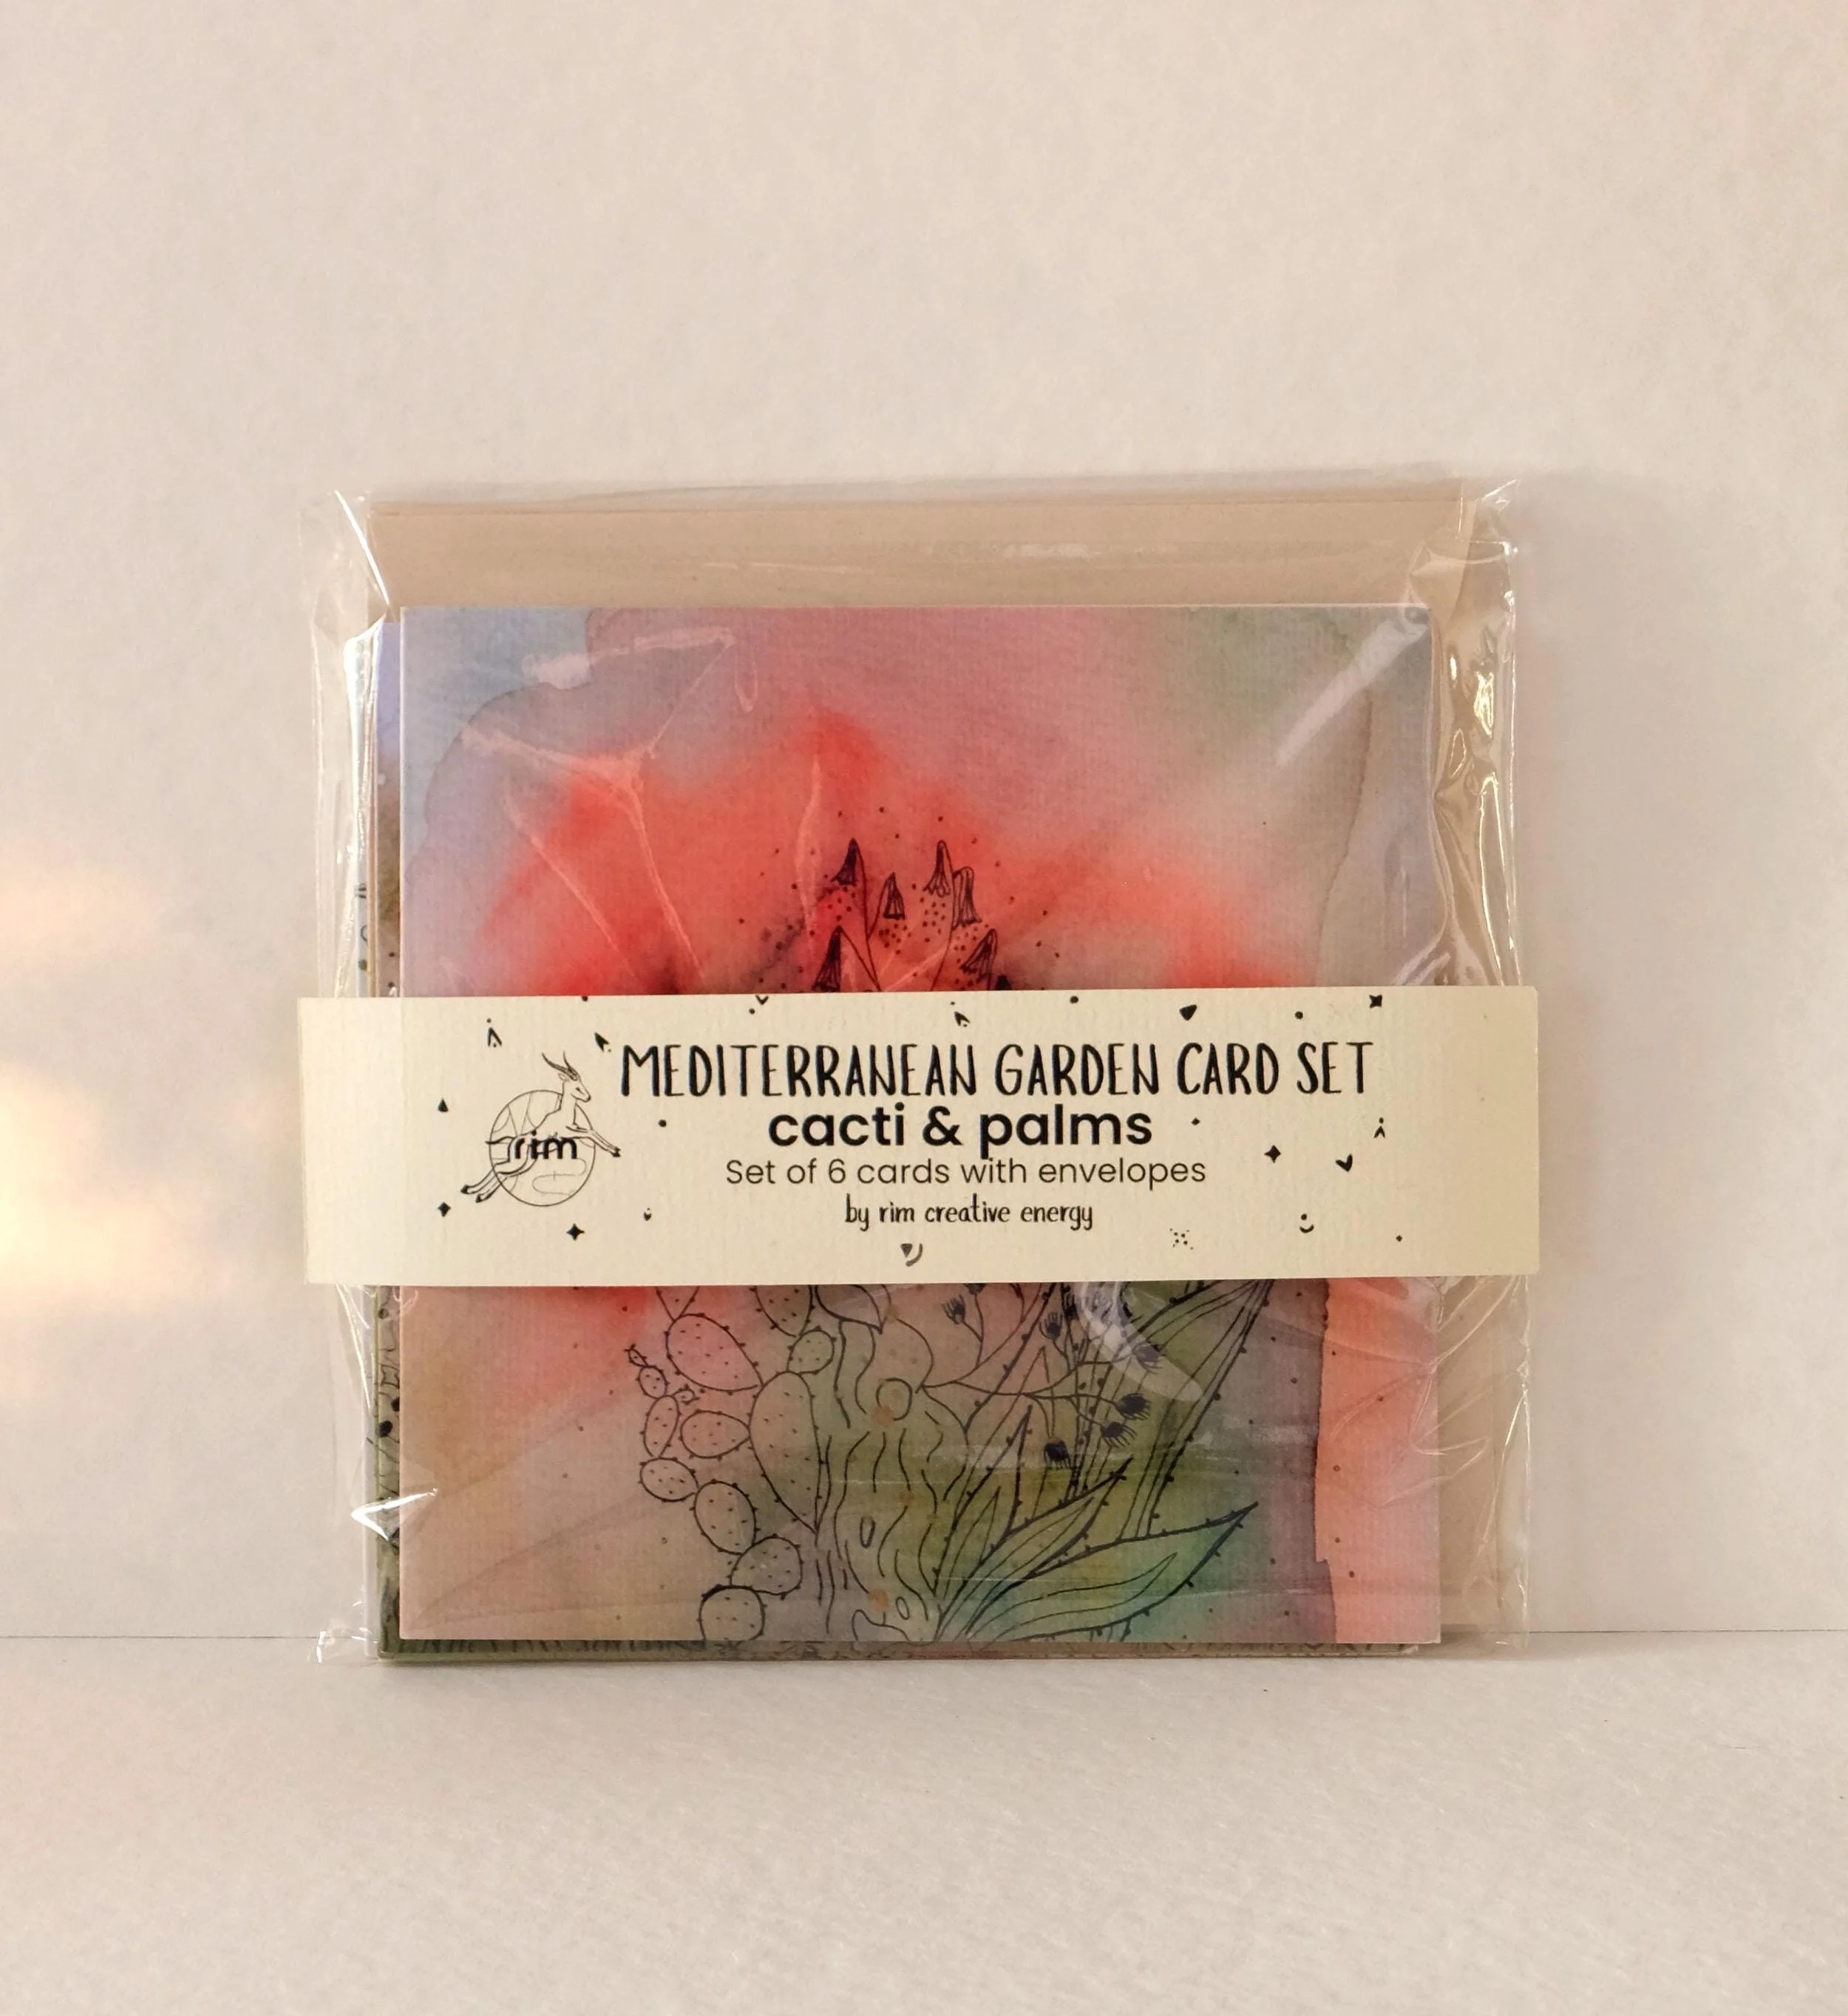 MEDITERRANEAN GARDEN CARD SET
cacti & palms
rim
Set of 6 cards with envelopes
by rim creative energy